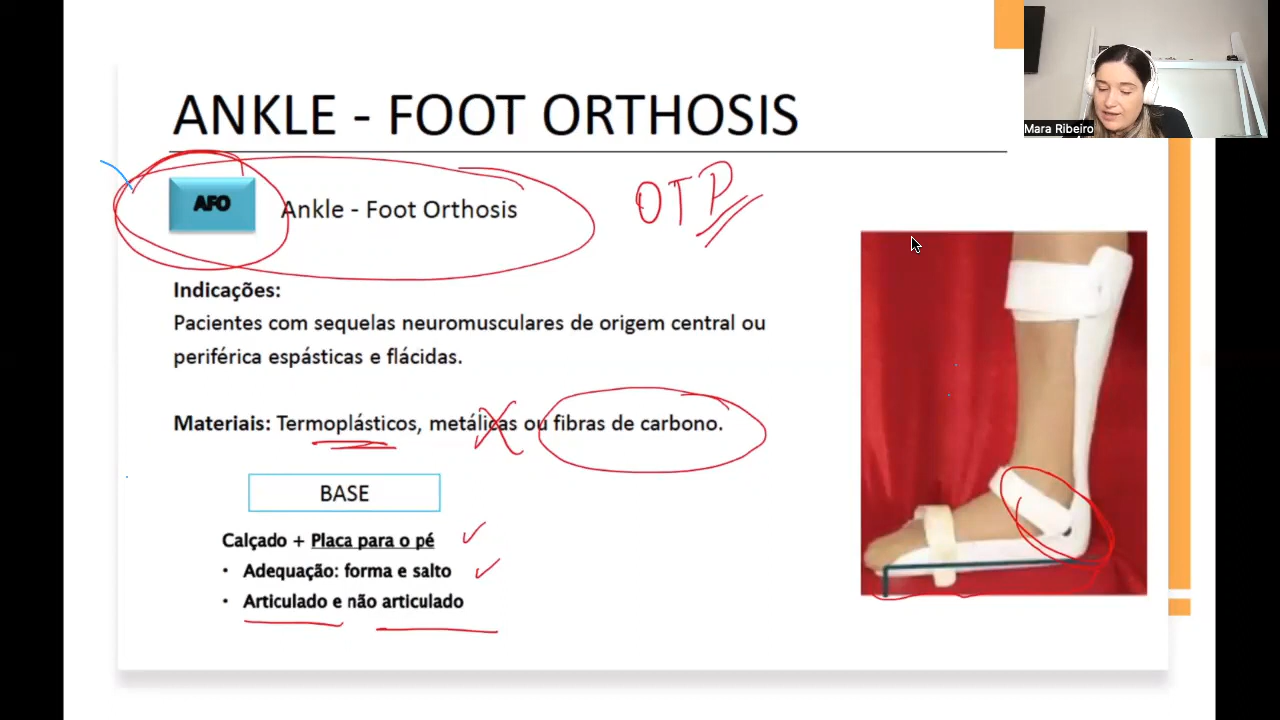 ANKLE - FOOT ORTHOSIS
Mara Ribeiro
AFO
Ankle - Foot Orthosis
OTP
Indicações:
Pacientes com sequelas neuromusculares de origem central ou
periférica espásticas e flácidas.
Materiais: Termoplásticos, metálicas ou fibras de carbono.
BASE
Calçado + Placa para o pé
• Adequação: forma e salto
• Articulado e não articulado